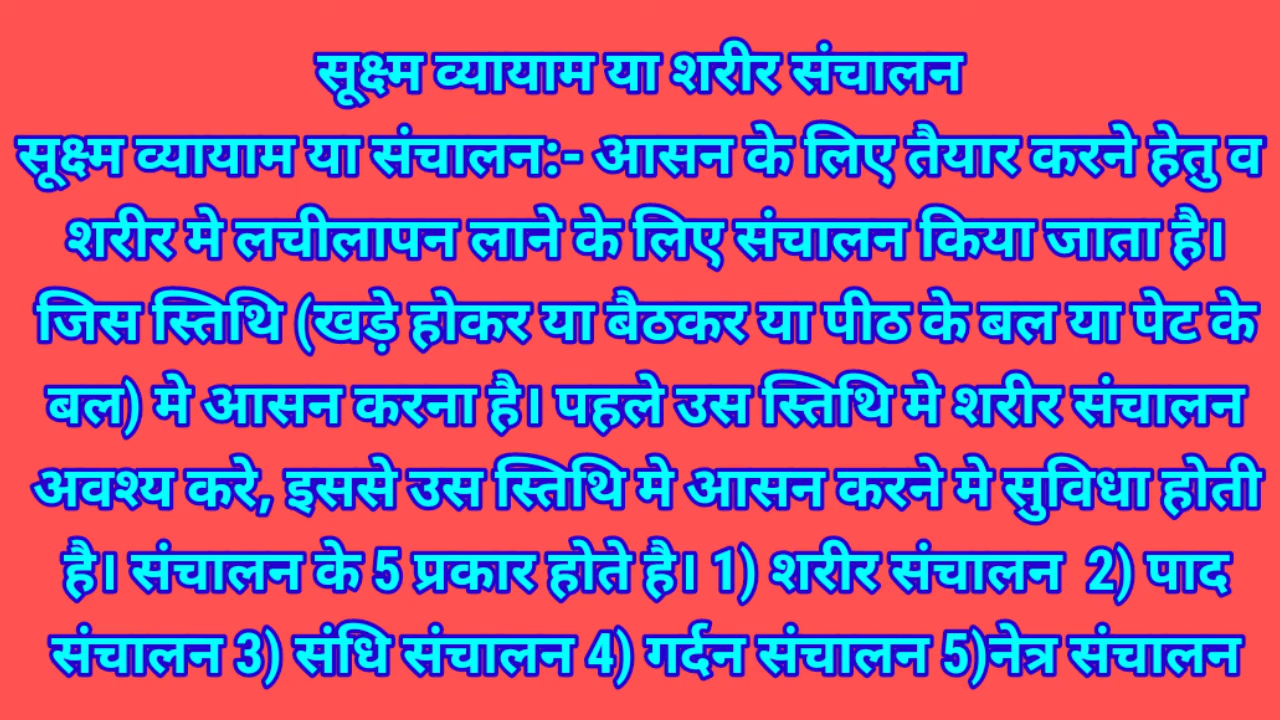 सूक्ष्म व्यायाम या शरीर संचालन
सूक्ष्म व्यायाम या संचालन:- आसन के लिए तैयार करने हेतु व
शरीर मे लचीलापन लाने के लिए संचालन किया जाता है।
जिस स्तिथि (खड़े होकर या बैठकर या पीठ के बल या पेट के
बल) मे आसन करना है। पहले उस स्तिथि मे शरीर संचालन
अवश्य करे, इससे उस स्तिथि मे आसन करने मे सुविधा होती
है। संचालन के 5 प्रकार होते है। 1) शरीर संचालन 2) पाद
संचालन 3) संधि संचालन 4) गर्दन संचालन 5)नेत्र संचालन